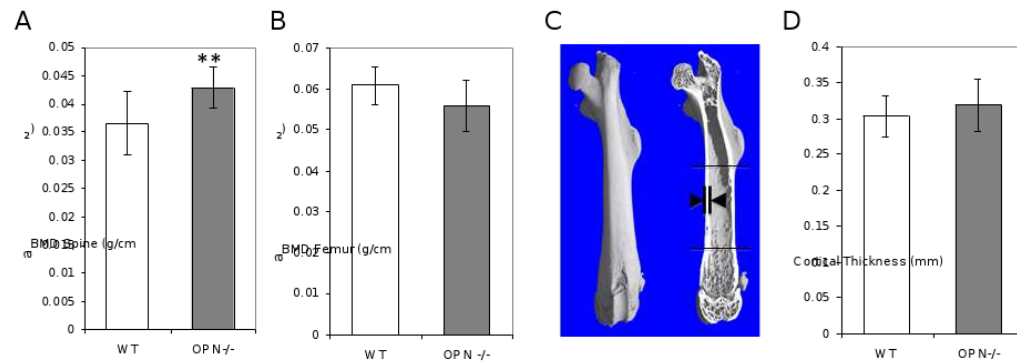 A
0.05
0.045
0.04
0.035
0.03
0.025
0.02
0.015
0.01
0.005
0
**
BMD Spine (g/cm
2)
a
WT
OPN-/-
B
0.07
0.06
0.05
0.04
0.03
0.02
0.01
0
BMD Femur (g/cm
2)
a
WT
OPN-/-
C
D
0.4
0.35
0.3
0.25
0.2
0.15
0.1
0.05
0
Cortical Thickness (mm)
WT
OPN-/-